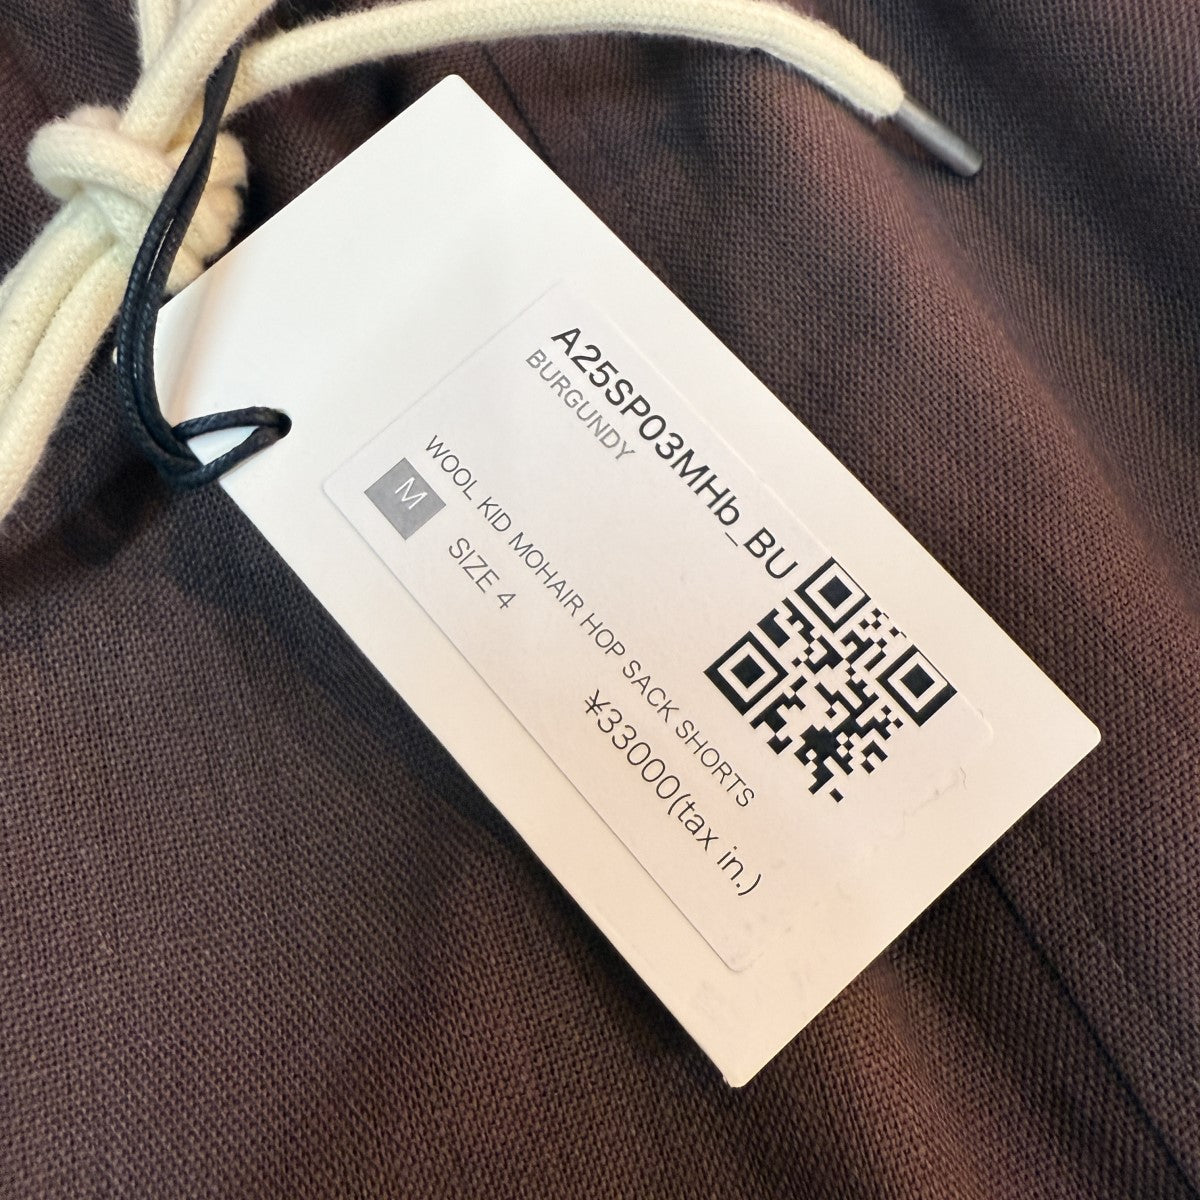 A25SP03MHb_BU
BURGUNDY
WOOL KID MOHAIR HOP SACK SHORTS
M
SIZE 4
¥33000(tax in.)